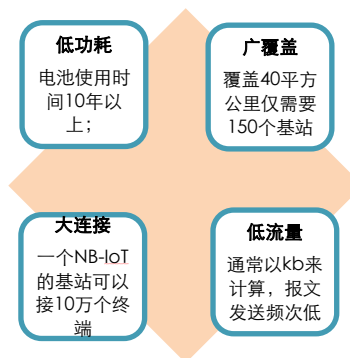 低功耗
电池使用时
间10年以
上；
广覆盖
覆盖40平方
公里仅需要
150个基站
大连接
一个NB-IoT
的基站可以
接10万个终
端
低流量
通常以kb来
计算，报文
发送频次低